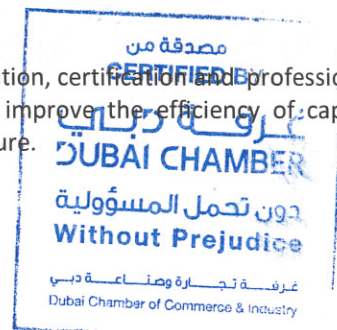 مصدقة من
tion, certification and professio
CERTIFIED BY
improve the efficiency of cap
غرفة دبي
ure.
DUBAI CHAMBER
دون تحمل المسؤولية
Without Prejudice
غرفة تجارة وصناعة دبي
Dubai Chamber of Commerce & Industry